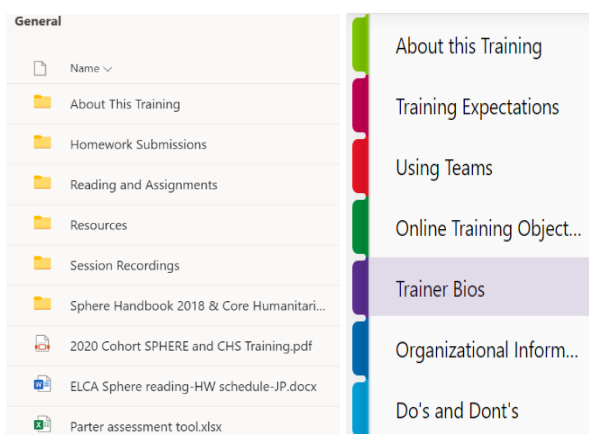 General
Name
About This Training
Homework Submissions
Reading and Assignments
Resources
Session Recordings
Sphere Handbook 2018 & Core Humanitari...
2020 Cohort SPHERE and CHS Training.pdf
ELCA Sphere reading-HW schedule-JP.docx
Parter assessment tool.xlsx
About this Training
Training Expectations
Using Teams
Online Training Object...
Trainer Bios
Organizational Inform...
Do's and Dont's